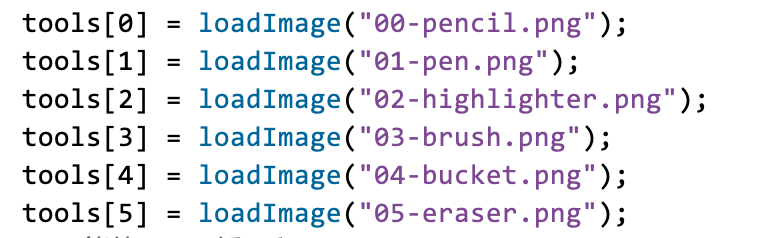 tools[0] = loadImage("00-pencil.png");
tools[1] = loadImage("01-pen.png");
tools[2] = loadImage("02-highlighter.png");
tools[3] = loadImage("03-brush.png");
tools[4] = loadImage("04-bucket.png");
tools[5] = loadImage("05-eraser.png");